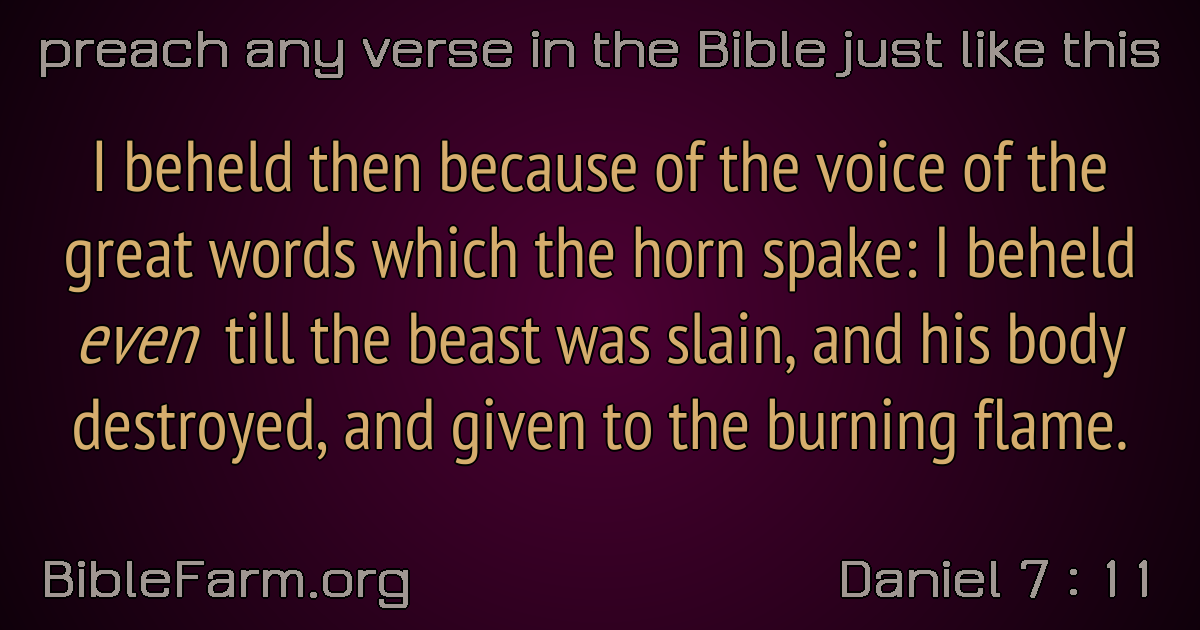 preach any verse in the Bible just like this
I beheld then because of the voice of the
great words which the horn spake: I beheld
even till the beast was slain, and his body
destroyed, and given to the burning flame.
BibleFarm.org
Daniel 7 : 11